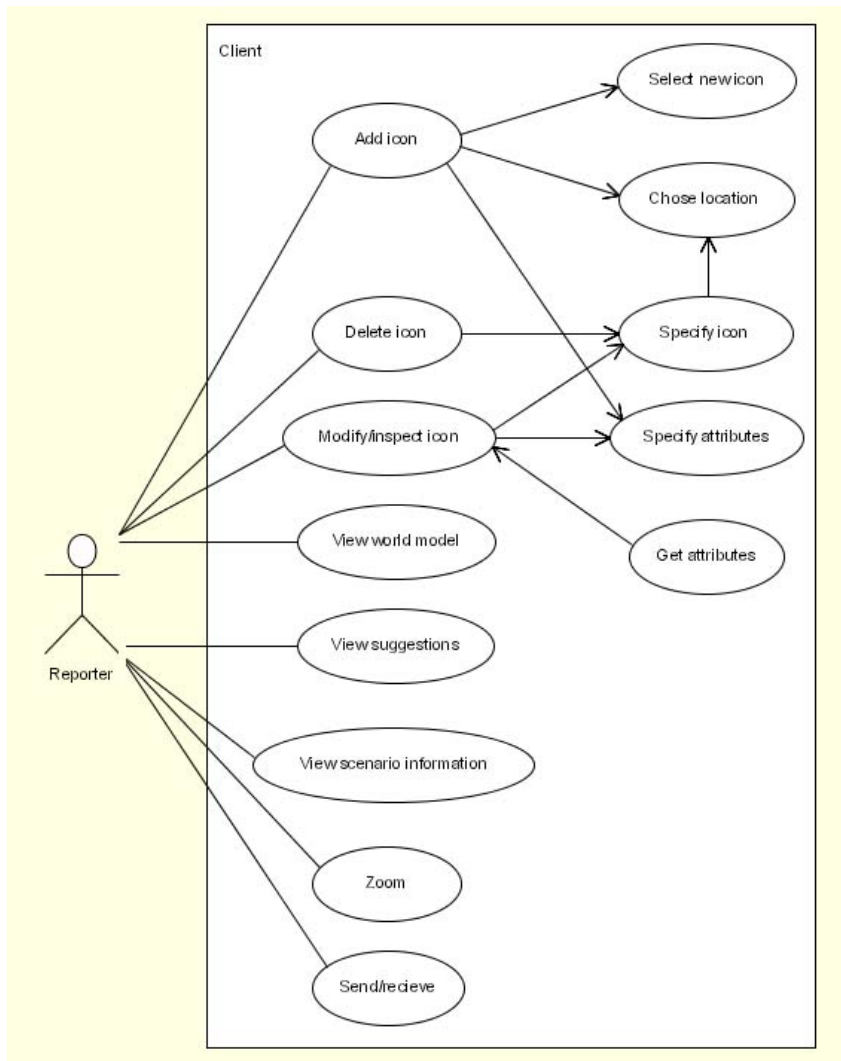 Client
Select new icon
Add icon
Chose location
Delete icon
Specify icon
Modify/inspect icon
Specify attributes
View world model
Get attributes
View suggestions
Reporter
View scenario information
Zoom
Send/recieve